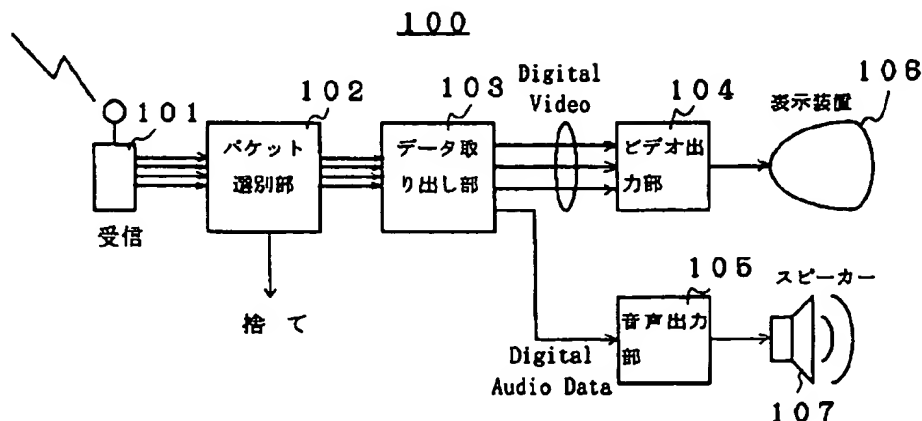 100
101
受信
102
パケット
選別部
捨て
103
データ取
り出し部
Digital
Video
104
ビデオ出
力部
表示装置
106
Digital
Audio Data
105
音声出力
部
スピーカー
107